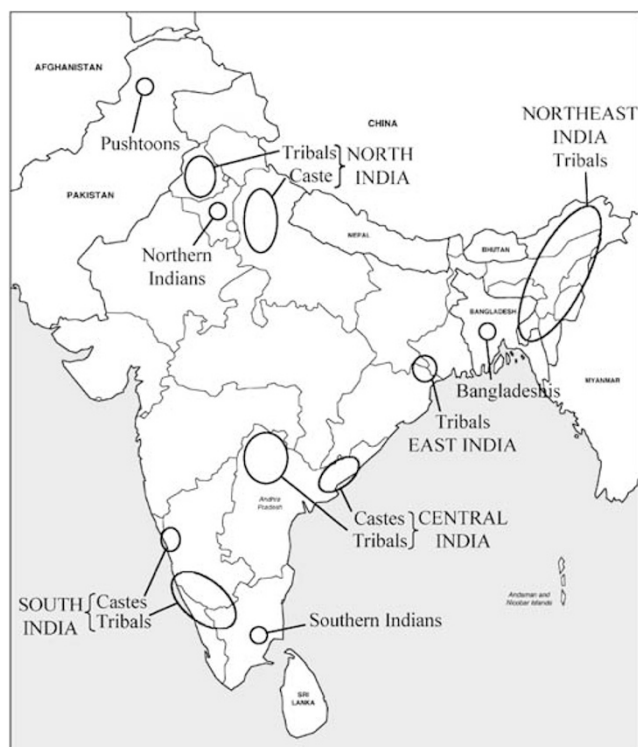 AFGHANISTAN
CHINA
NORTHEAST
INDIA
Tribals
Pushtoons
Tribals
Caste
NORTH
INDIA
PAKISTAN
Northern
Indians
NEPAL
BHUTAN
BANGLADESH
Bangladeshis
MYANMAR
Tribals
EAST INDIA
Andhra
Pradesh
Castes
Tribals
CENTRAL
INDIA
SOUTH
INDIA
Castes
Tribals
Andaman and
Nicobar Islands
Southern Indians
SRI
LANKA